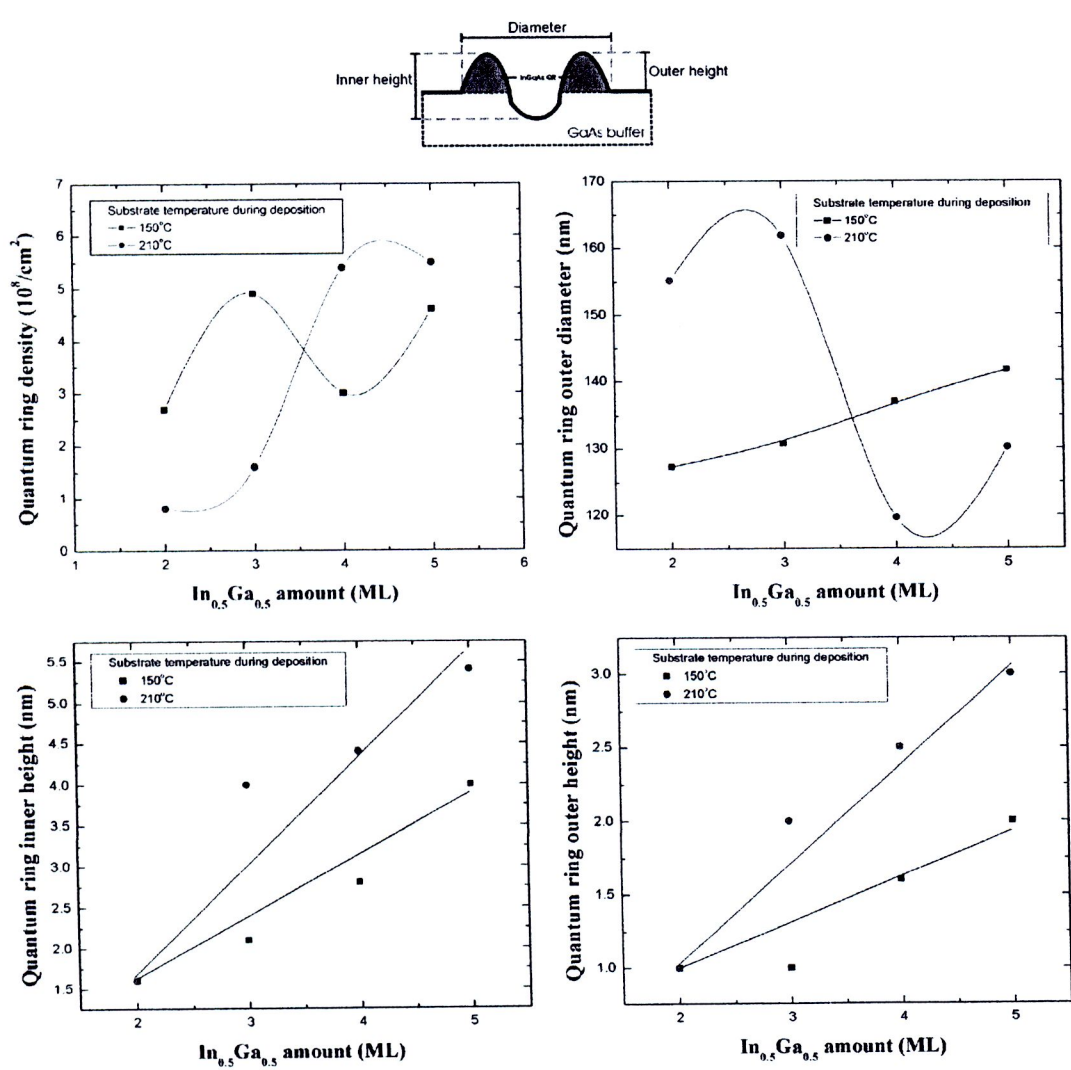 Diameter
Inner height
InGaAs QR
Outer height
GaAs buffer
Substrate temperature during deposition
150°C
210°C
Quantum ring density (10⁸/cm²)
7
6
5
4
3
2
1
0
1 2 3 4 5 6
In₀.₅Ga₀.₅ amount (ML)
Substrate temperature during deposition
150°C
210°C
Quantum ring outer diameter (nm)
170
160
150
140
130
120
2 3 4 5
In₀.₅Ga₀.₅ amount (ML)
Substrate temperature during deposition
150°C
210°C
Quantum ring inner height (nm)
5.5
5.0
4.5
4.0
3.5
3.0
2.5
2.0
1.5
2 3 4 5
In₀.₅Ga₀.₅ amount (ML)
Substrate temperature during deposition
150°C
210°C
Quantum ring outer height (nm)
3.0
2.5
2.0
1.5
1.0
2 3 4 5
In₀.₅Ga₀.₅ amount (ML)